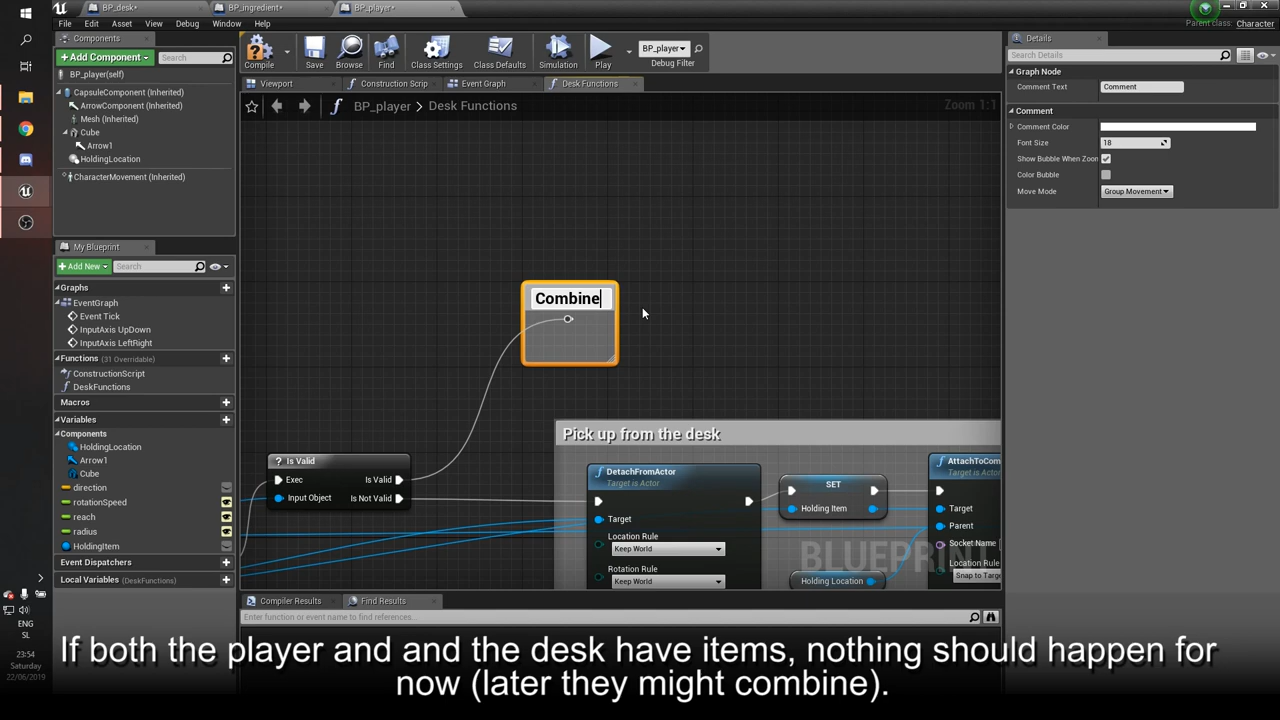 BP_desk*
BP_ingredient*
BP_player*
Parent class: Character
File Edit Asset View Debug Window Help
Components
+Add Component
Search
BP_player(self)
CapsuleComponent (Inherited)
ArrowComponent (Inherited)
Mesh (Inherited)
Cube
Arrow1
HoldingLocation
CharacterMovement (Inherited)
Compile
Save
Browse
Find
Class Settings
Class Defaults
Simulation
Play
BP_player
Debug Filter
Viewport
Construction Scrip
Event Graph
Desk Functions
BP_player > Desk Functions
Zoom 1:1
Combine
Is Valid
Exec
Is Valid
Input Object
Is Not Valid
Pick up from the desk
DetachFromActor
Target is Actor
Target
Location Rule
Keep World
Rotation Rule
Keep World
SET
Holding Item
Holding Location
AttachToCom
Target is Actor
Target
Parent
Socket Name
Location Rule
Snap to Targe
BLUEPRINT
My Blueprint
+Add New
Search
Graphs
EventGraph
Event Tick
InputAxis UpDown
InputAxis LeftRight
Functions (31 Overridable)
ConstructionScript
DeskFunctions
Macros
Variables
Components
HoldingLocation
Arrow1
Cube
direction
rotationSpeed
reach
radius
HoldingItem
Event Dispatchers
Local Variables (DeskFunctions)
Compiler Results
Find Results
Enter function or event name to find references...
Details
Search Details
Graph Node
Comment Text
Comment
Comment
Comment Color
Font Size
18
Show Bubble When Zoon
Color Bubble
Move Mode
Group Movement
ENG
SL
23:54
Saturday
22/06/2019
If both the player and and the desk have items, nothing should happen for
now (later they might combine).